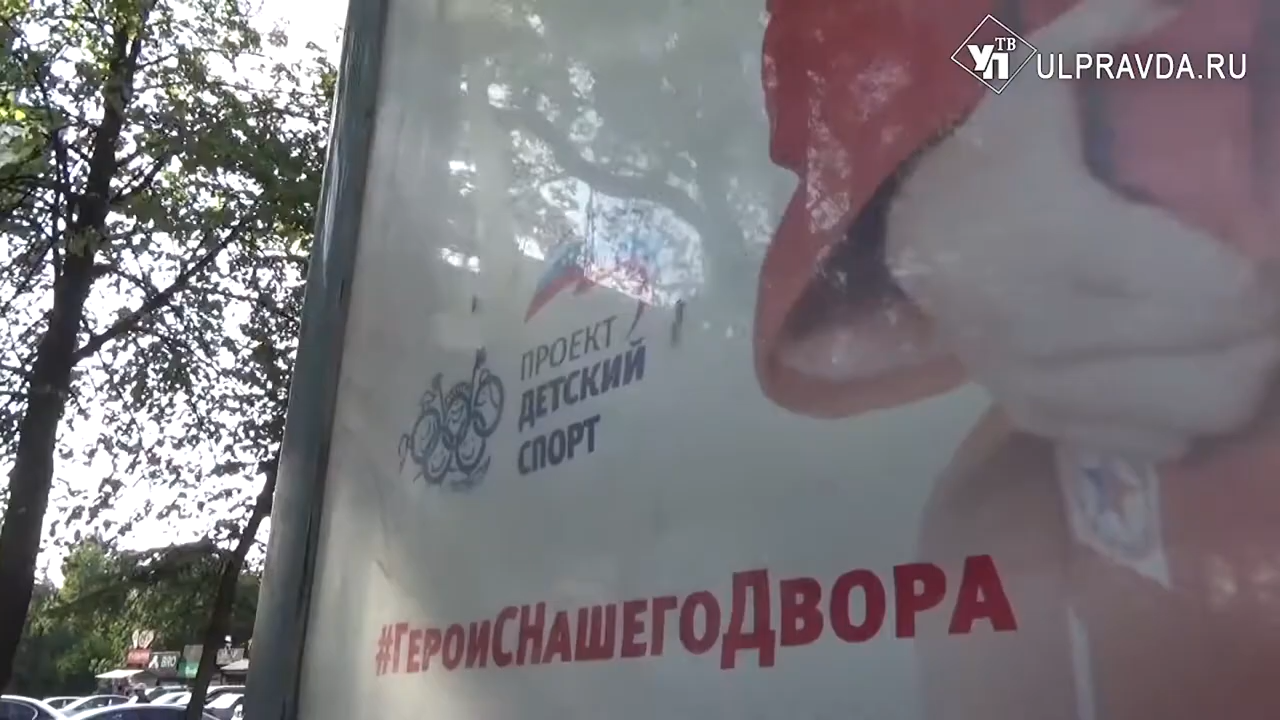 УП ТВ ULPRAVDA.RU
ПРОЕКТ
ДЕТСКИЙ
СПОРТ
#ГЕРОИСНАШЕГОДВОРА